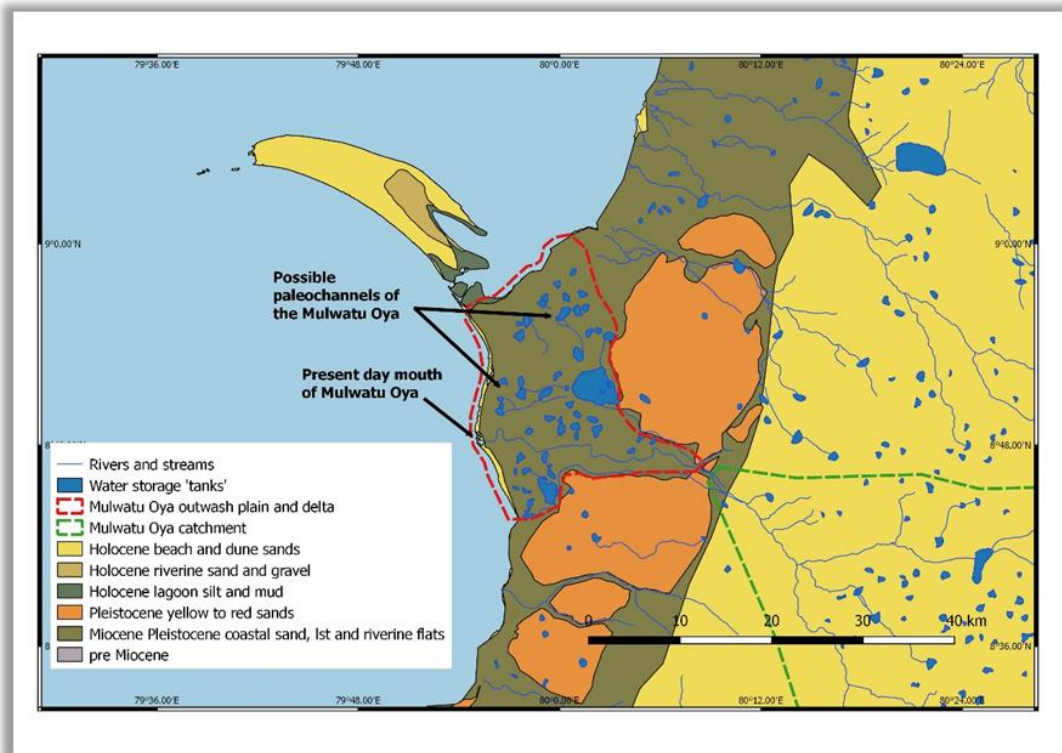 79°36.00'E
79°48.00'E
80°0.00'E
80°12.00'E
80°24.00'E
9°0.00'N
9°0.00'N
Possible
paleochannels of
the Mulwatu Oya
Present day mouth
of Mulwatu Oya
8°48.00'N
Rivers and streams
Water storage 'tanks'
Mulwatu Oya outwash plain and delta
Mulwatu Oya catchment
Holocene beach and dune sands
Holocene riverine sand and gravel
Holocene lagoon silt and mud
Pleistocene yellow to red sands
Miocene Pleistocene coastal sand, lst and riverine flats
pre Miocene
0 10 20 30 40 km
8°36.00'N
79°36.00'E
79°48.00'E
80°0.00'E
80°12.00'E
80°24.00'E